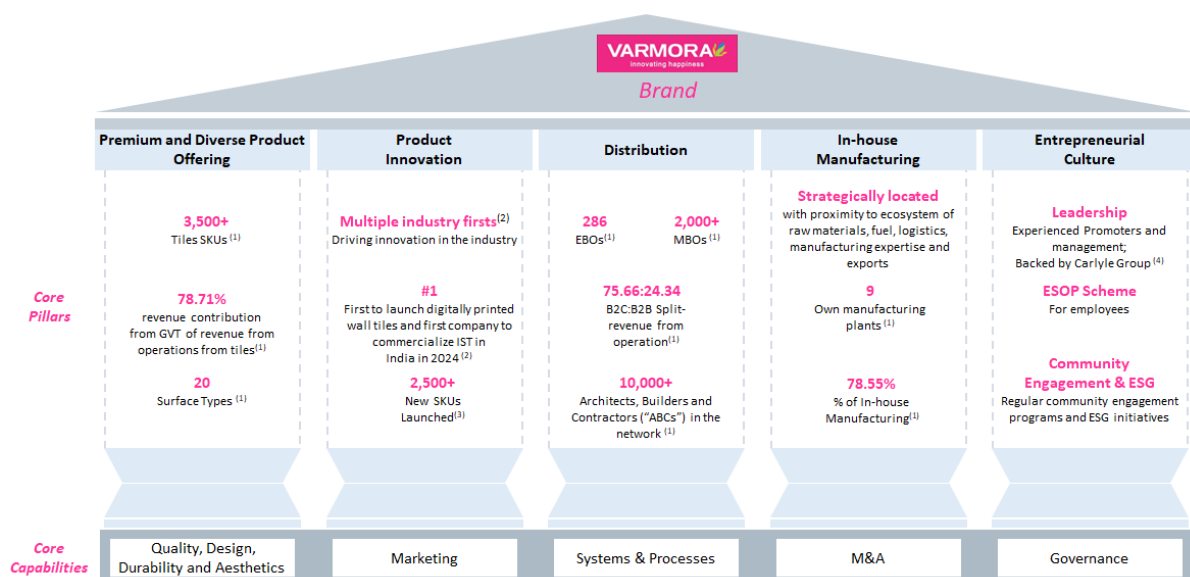 VARMORA
innovating happiness
Brand
Premium and Diverse Product
Offering
Product
Innovation
Distribution
In-house
Manufacturing
Entrepreneurial
Culture
Core
Pillars
3,500+
Tiles SKUs (1)
78.71%
revenue contribution
from GVT of revenue from
operations from tiles(1)
20
Surface Types (1)
Multiple industry firsts(2)
Driving innovation in the industry
#1
First to launch digitally printed
wall tiles and first company to
commercialize IST in
India in 2024 (2)
2,500+
New SKUs
Launched(3)
286
EBOs(1)
2,000+
MBOs (1)
75.66:24.34
B2C:B2B Split-
revenue from
operation(1)
10,000+
Architects, Builders and
Contractors (“ABCs”) in the
network (1)
Strategically located
with proximity to ecosystem of
raw materials, fuel, logistics,
manufacturing expertise and
exports
9
Own manufacturing
plants (1)
78.55%
% of In-house
Manufacturing(1)
Leadership
Experienced Promoters and
management;
Backed by Carlyle Group (4)
ESOP Scheme
For employees
Community
Engagement & ESG
Regular community engagement
programs and ESG initiatives
Core
Capabilities
Quality, Design,
Durability and Aesthetics
Marketing
Systems & Processes
M&A
Governance